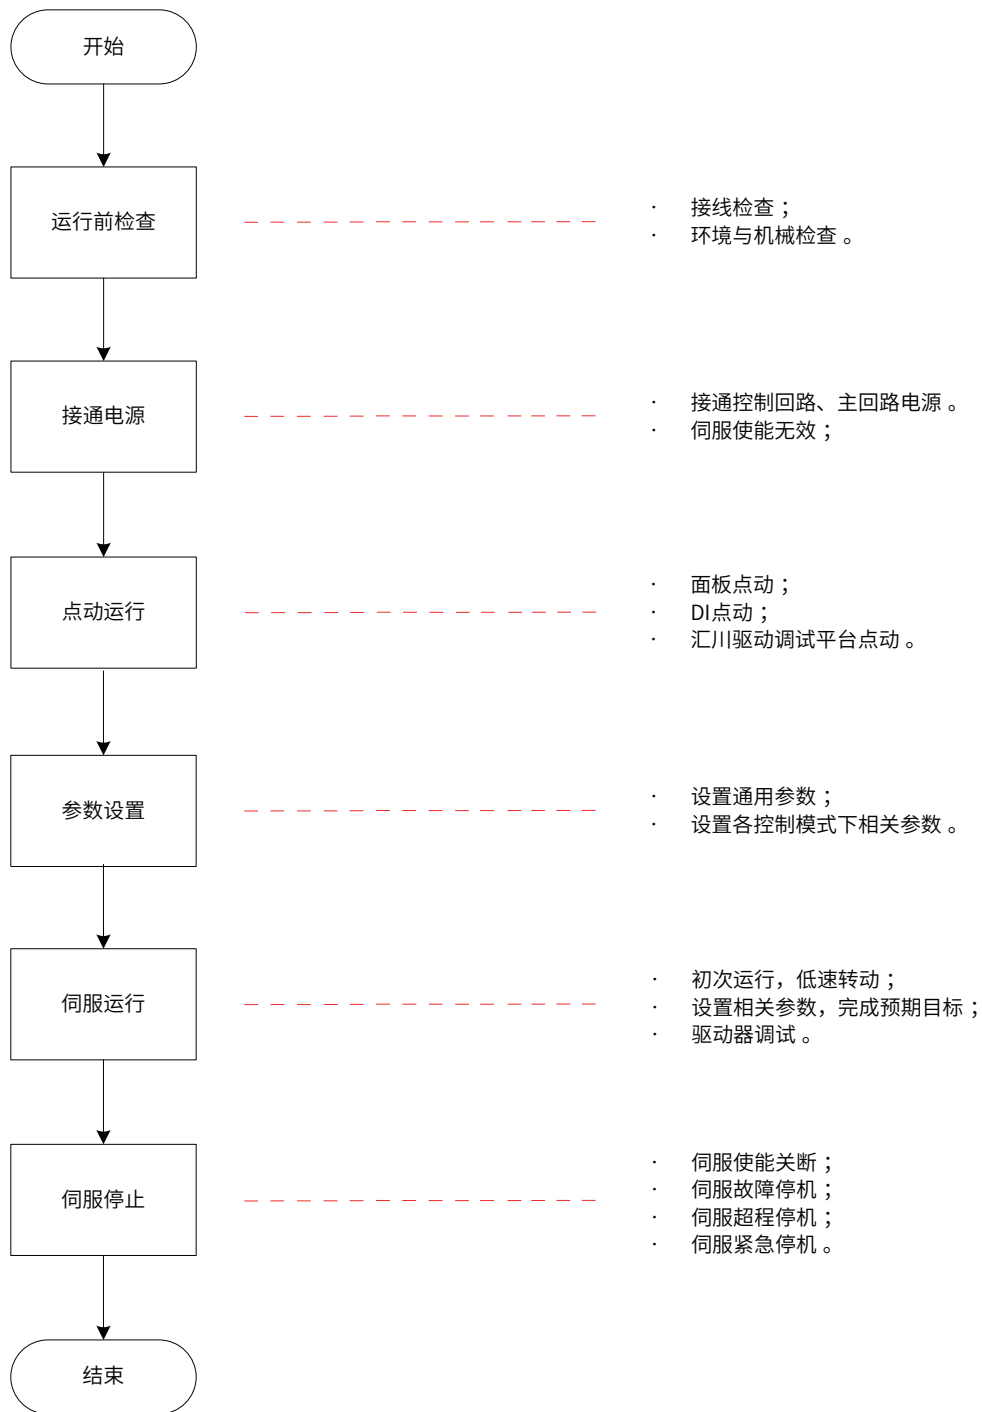 开始
运行前检查
· 接线检查；
· 环境与机械检查。
接通电源
· 接通控制回路、主回路电源。
· 伺服使能无效；
点动运行
· 面板点动；
· DI点动；
· 汇川驱动调试平台点动。
参数设置
· 设置通用参数；
· 设置各控制模式下相关参数。
伺服运行
· 初次运行，低速转动；
· 设置相关参数，完成预期目标；
· 驱动器调试。
伺服停止
· 伺服使能关断；
· 伺服故障停机；
· 伺服超程停机；
· 伺服紧急停机。
结束